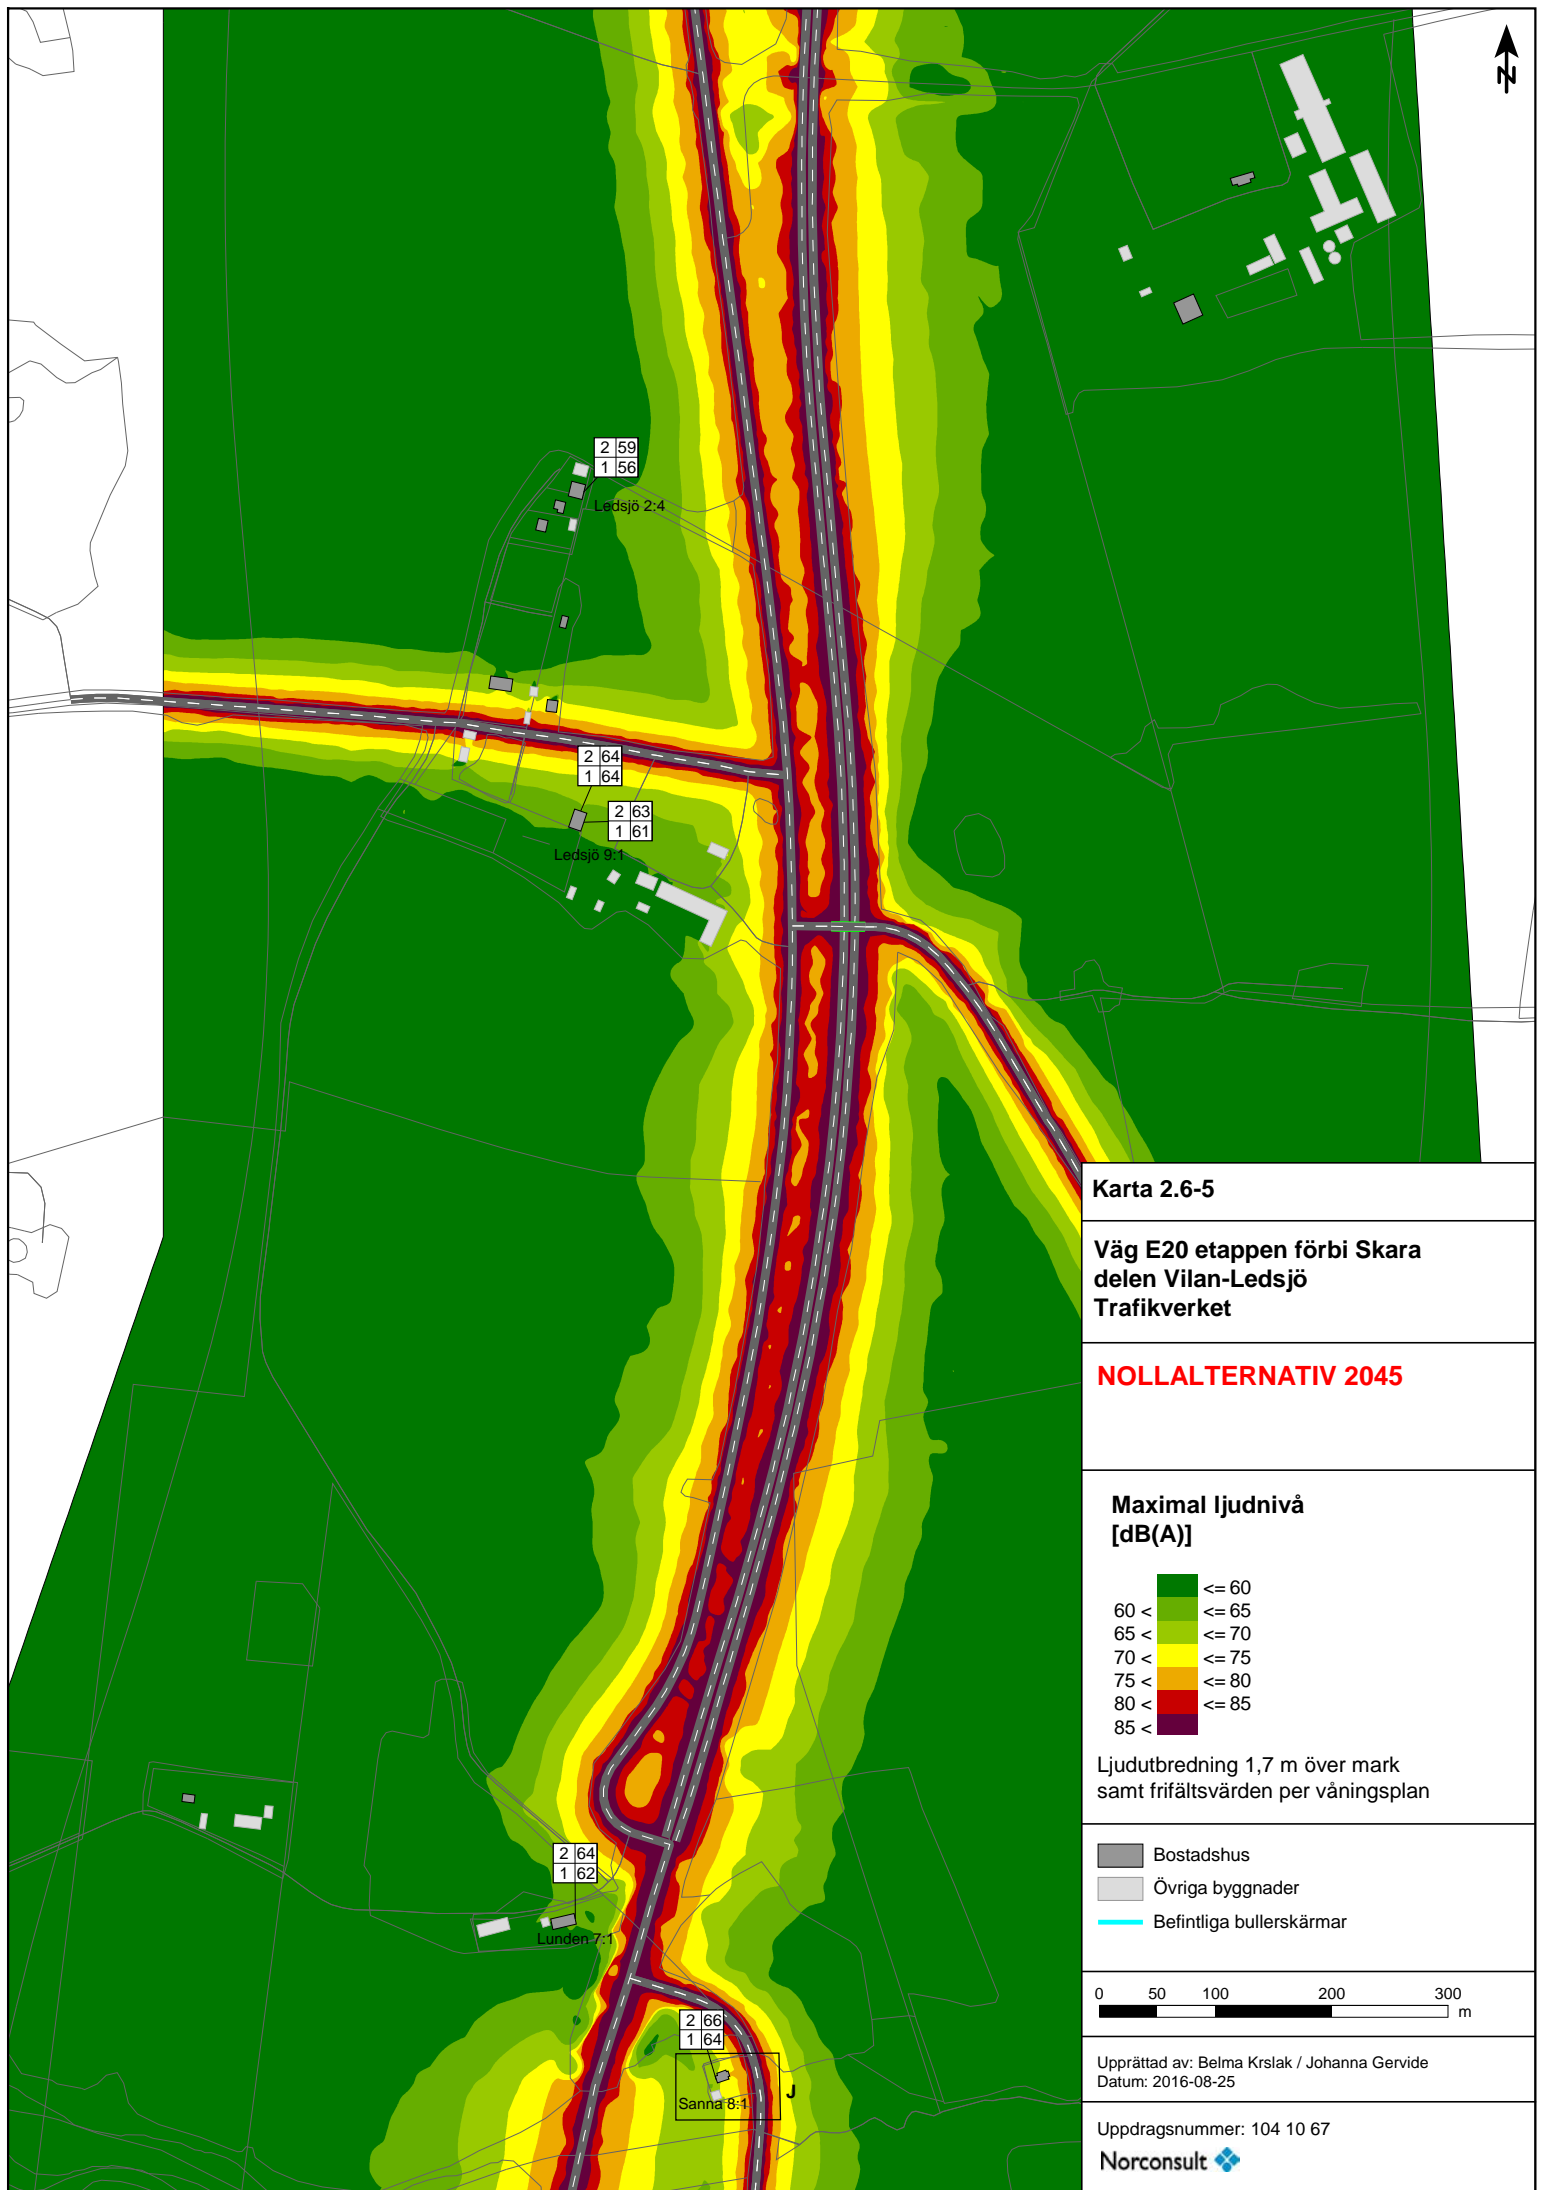 N
2 59
1 56
Ledsjö 2:4
2 64
1 64
2 63
1 61
Ledsjö 9:1
Karta 2.6-5
Väg E20 etappen förbi Skara
delen Vilan-Ledsjö
Trafikverket
NOLLALTERNATIV 2045
Maximal ljudnivå
[dB(A)]
<= 60
60 < <= 65
65 < <= 70
70 < <= 75
75 < <= 80
80 < <= 85
85 <
Ljudutbredning 1,7 m över mark
samt frifältsvärden per våningsplan
2 64
1 62
Lunden 7:1
Bostadshus
Övriga byggnader
Befintliga bullerskärmar
0 50 100 200 300
m
2 66
1 64
J
Sanna 8:1
Upprättad av: Belma Krslak / Johanna Gervide
Datum: 2016-08-25
Uppdragsnummer: 104 10 67
Norconsult